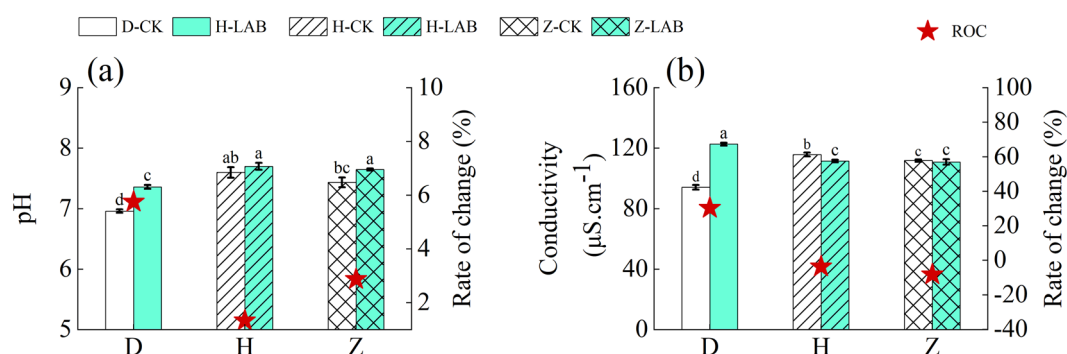 D-CK H-LAB H-CK H-LAB Z-CK Z-LAB ROC
(a)
pH
9
8
7
6
5
d c ab a bc a
D H Z
10
8
6
4
2
Rate of change (%)
(b)
Conductivity
(μS.cm⁻¹)
160
120
80
40
0
d a b c c c
D H Z
100
80
60
40
20
0
-20
-40
Rate of change (%)